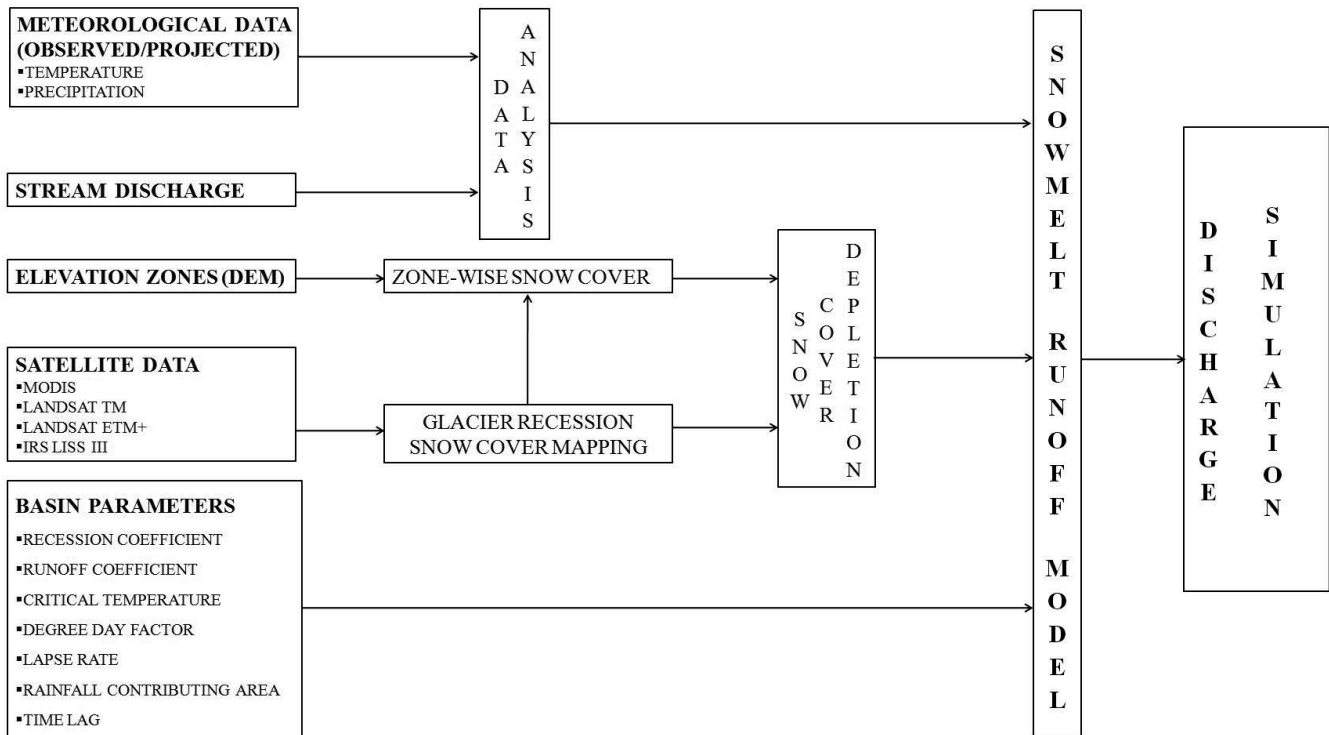 METEOROLOGICAL DATA
(OBSERVED/PROJECTED)
▪TEMPERATURE
▪PRECIPITATION
STREAM DISCHARGE
ELEVATION ZONES (DEM)
SATELLITE DATA
▪MODIS
▪LANDSAT TM
▪LANDSAT ETM+
▪IRS LISS III
BASIN PARAMETERS
▪RECESSION COEFFICIENT
▪RUNOFF COEFFICIENT
▪CRITICAL TEMPERATURE
▪DEGREE DAY FACTOR
▪LAPSE RATE
▪RAINFALL CONTRIBUTING AREA
▪TIME LAG
DATA
ANALYSIS
ZONE-WISE SNOW COVER
GLACIER RECESSION
SNOW COVER MAPPING
SNOW
COVER
DEPLETION
SNOWMELT RUNOFF MODEL
DISCHARGE
SIMULATION